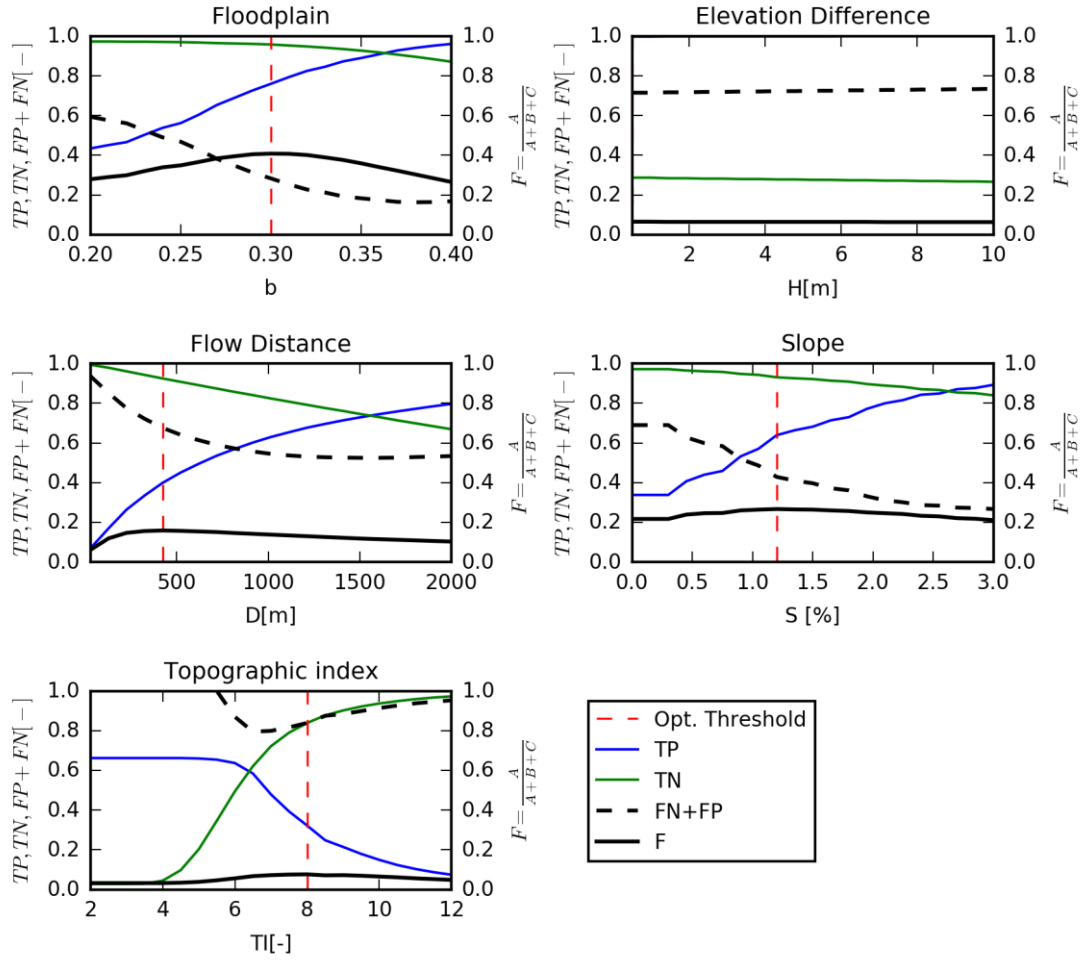 Floodplain
TP, TN, FP + FN[−]
1.0
0.8
0.6
0.4
0.2
0.0
1.0
0.8
0.6
0.4
0.2
0.0
F = A/(A+B+C)
0.20 0.25 0.30 0.35 0.40
b
Elevation Difference
TP, TN, FP + FN[−]
1.0
0.8
0.6
0.4
0.2
0.0
1.0
0.8
0.6
0.4
0.2
0.0
F = A/(A+B+C)
2 4 6 8 10
H[m]
Flow Distance
TP, TN, FP + FN[−]
1.0
0.8
0.6
0.4
0.2
0.0
1.0
0.8
0.6
0.4
0.2
0.0
F = A/(A+B+C)
500 1000 1500 2000
D[m]
Slope
TP, TN, FP + FN[−]
1.0
0.8
0.6
0.4
0.2
0.0
1.0
0.8
0.6
0.4
0.2
0.0
F = A/(A+B+C)
0.0 0.5 1.0 1.5 2.0 2.5 3.0
S [%]
Topographic index
TP, TN, FP + FN[−]
1.0
0.8
0.6
0.4
0.2
0.0
1.0
0.8
0.6
0.4
0.2
0.0
F = A/(A+B+C)
2 4 6 8 10 12
TI[-]
Opt. Threshold
TP
TN
FN+FP
F